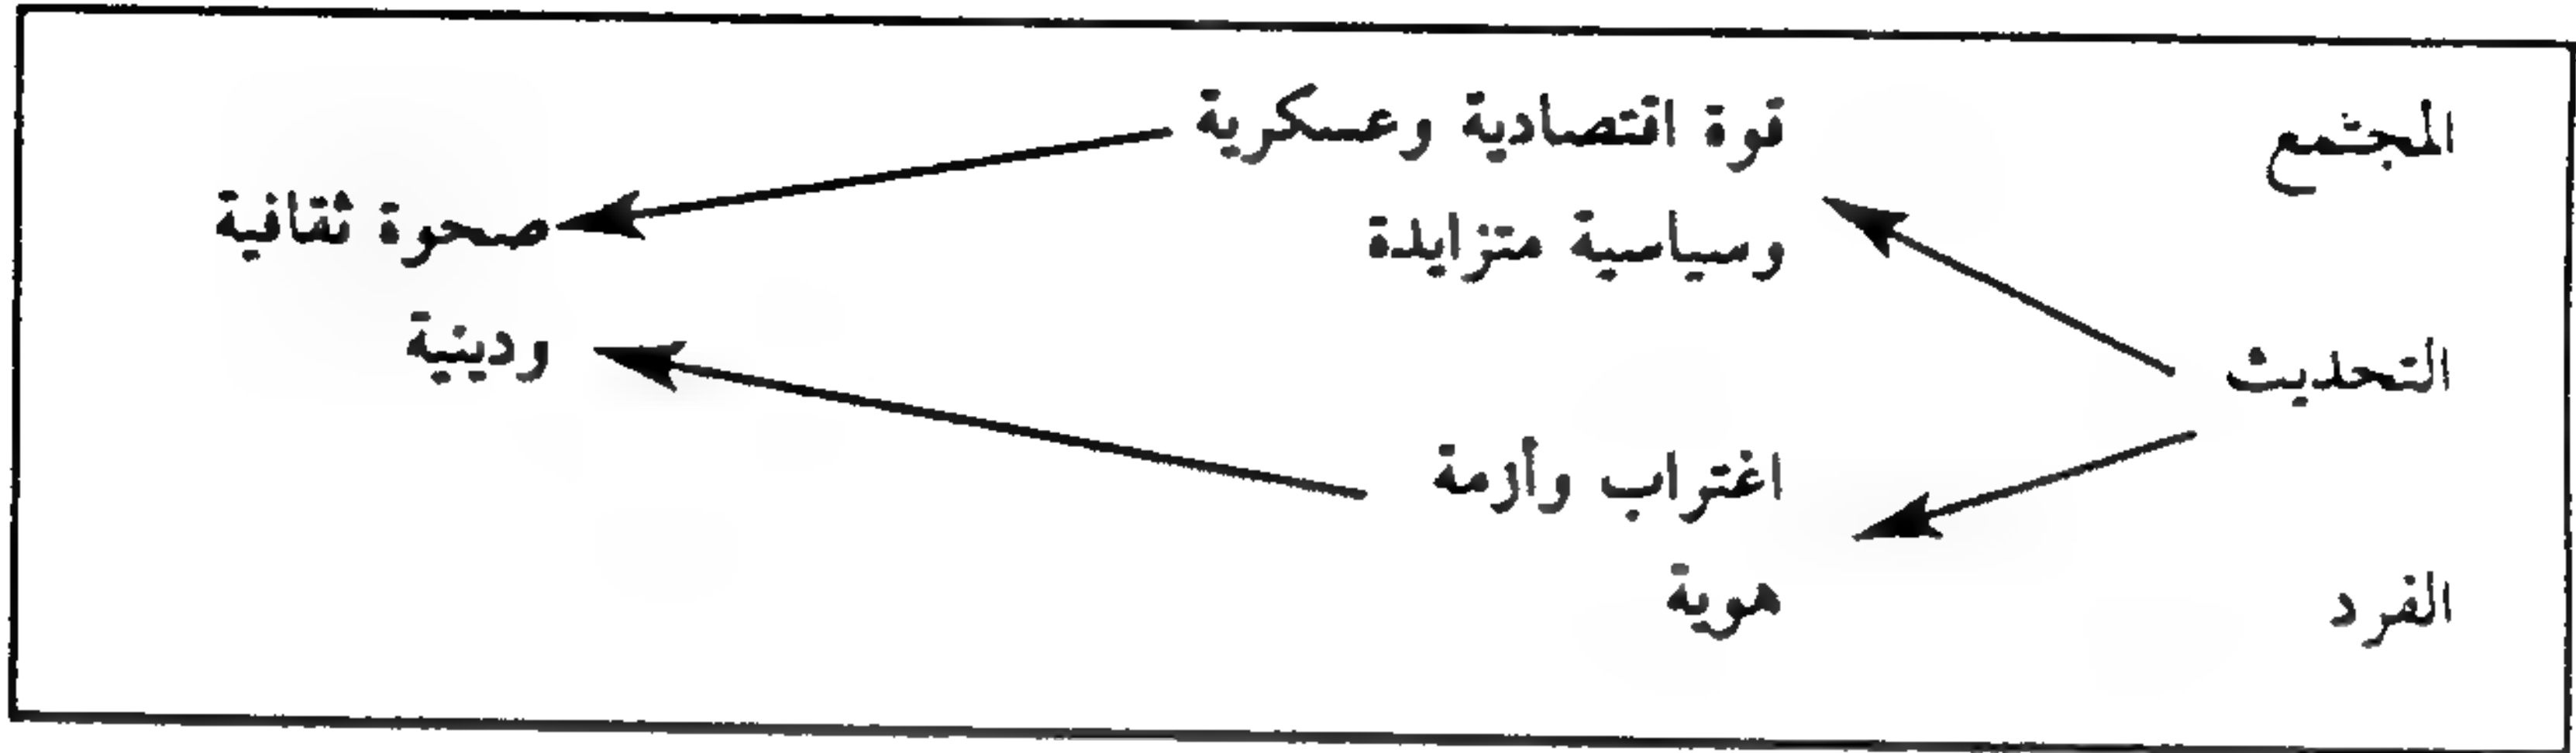 المجتمع
قوة اقتصادية وعسكرية
وسياسية متزايدة
صحوة ثقافية
ودينية
التحديث
اغتراب وأزمة
هوية
الفرد